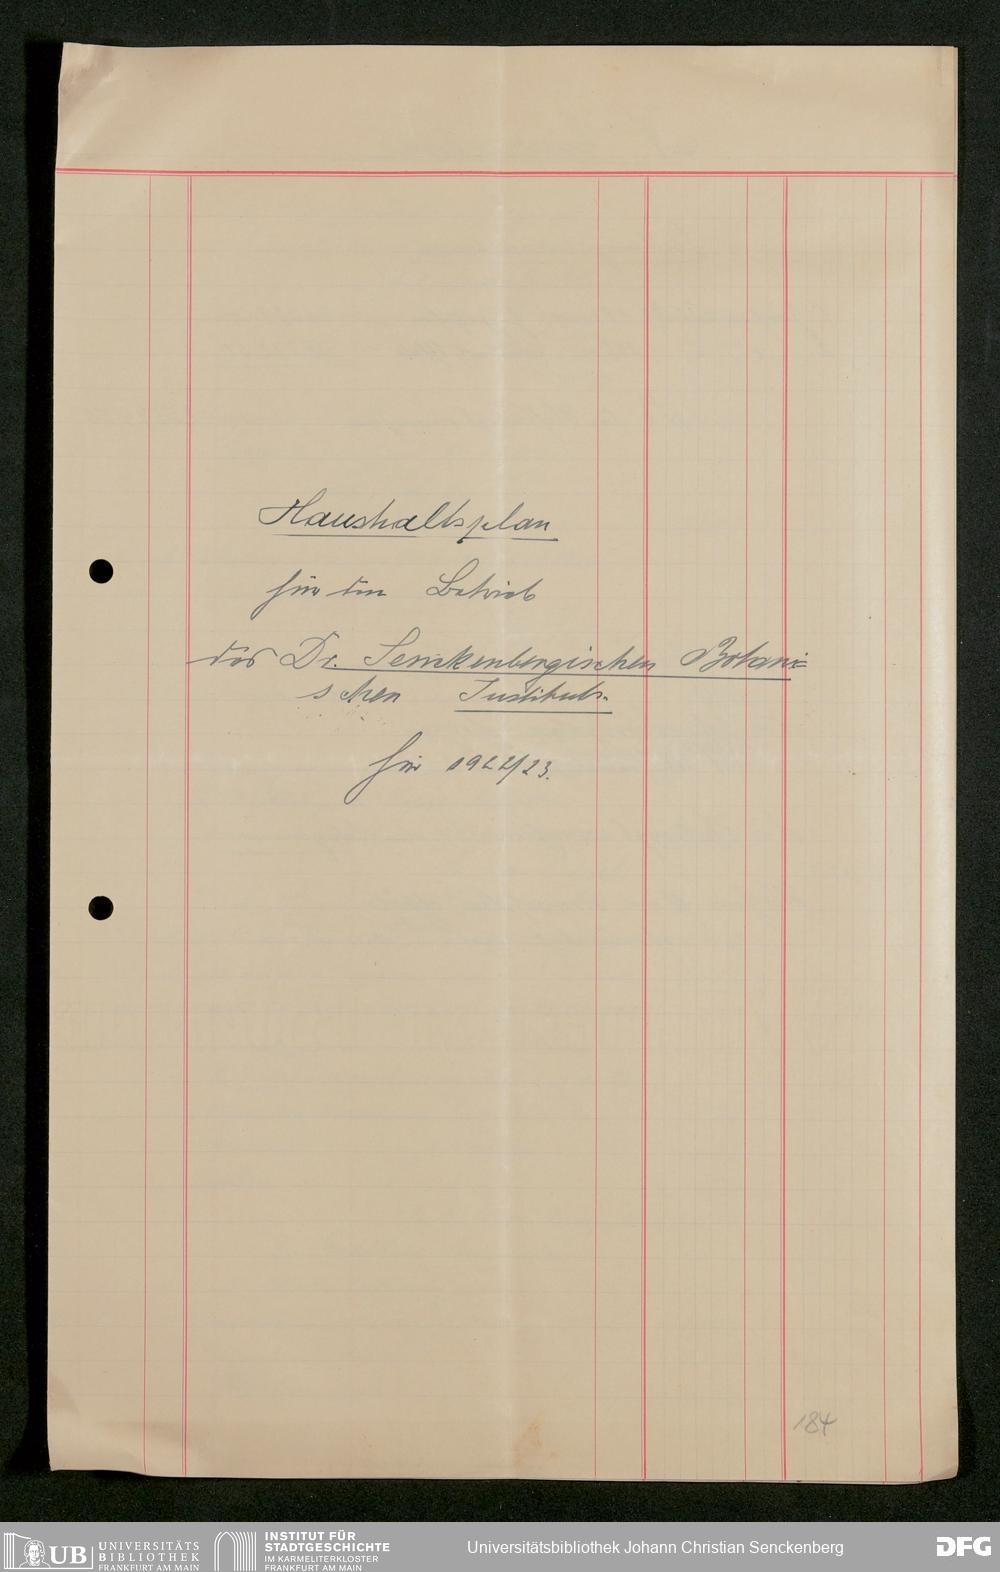 Haushaltsplan
für den Betrieb
des Dr. Senckenbergischen Botani=
schen Instituts.
für 1922/23.
184
UB UNIVERSITÄTS
BIBLIOTHEK
FRANKFURT AM MAIN
INSTITUT FÜR
STADTGESCHICHTE
IM KARMELITERKLOSTER
FRANKFURT AM MAIN
Universitätsbibliothek Johann Christian Senckenberg
DFG